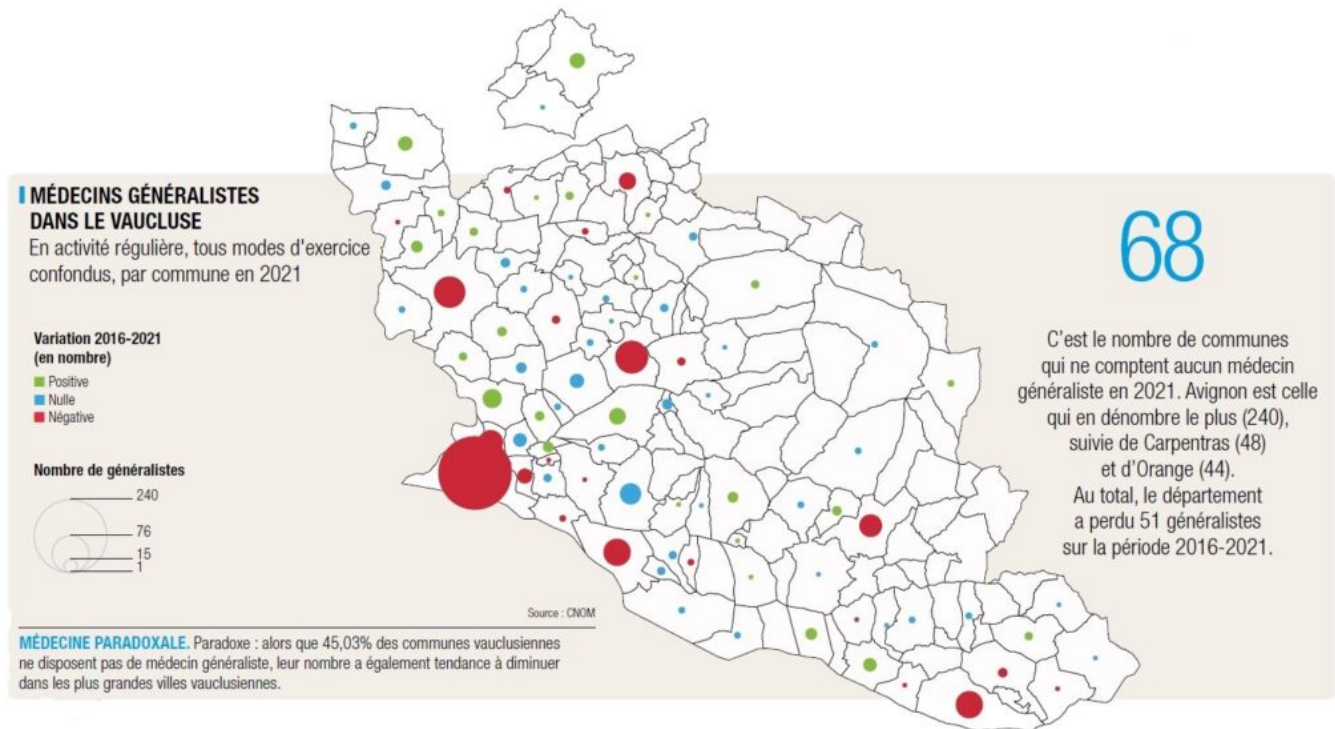 MÉDECINS GÉNÉRALISTES
DANS LE VAUCLUSE
En activité régulière, tous modes d'exercice
confondus, par commune en 2021
Variation 2016-2021
(en nombre)
Positive
Nulle
Négative
Nombre de généralistes
240
76
15
1
Source : CNOM
MÉDECINE PARADOXALE. Paradoxe : alors que 45,03% des communes vauclusiennes
ne disposent pas de médecin généraliste, leur nombre a également tendance à diminuer
dans les plus grandes villes vauclusiennes.
68
C'est le nombre de communes
qui ne comptent aucun médecin
généraliste en 2021. Avignon est celle
qui en dénombre le plus (240),
suivie de Carpentras (48)
et d'Orange (44).
Au total, le département
a perdu 51 généralistes
sur la période 2016-2021.